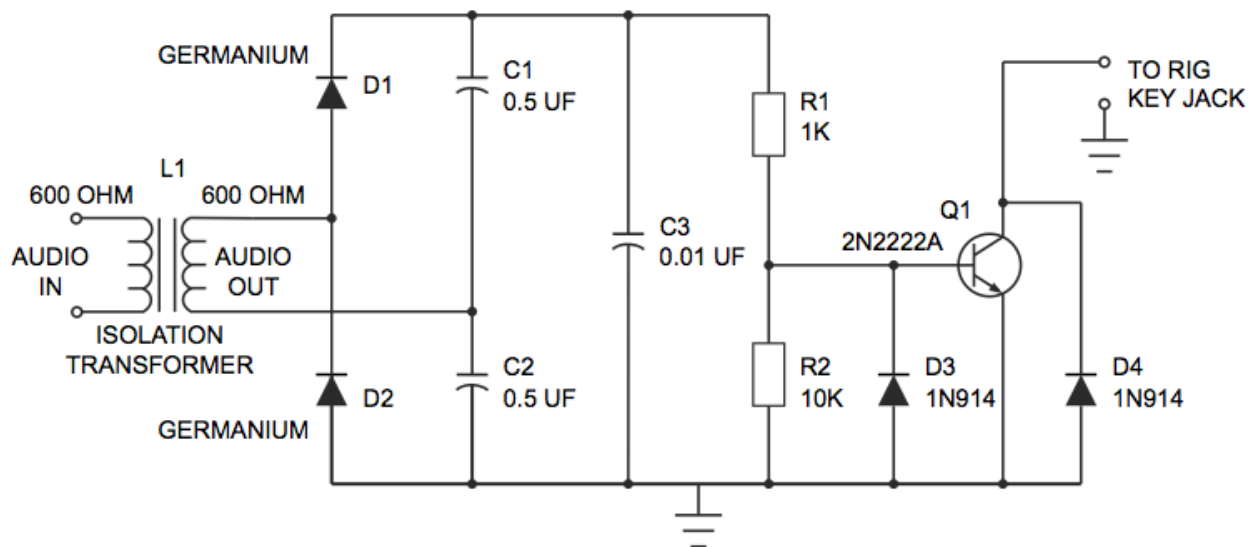 GERMANIUM
D1
C1
0.5 UF
TO RIG
KEY JACK
R1
1K
L1
600 OHM
600 OHM
AUDIO
IN
AUDIO
OUT
C3
0.01 UF
Q1
2N2222A
ISOLATION
TRANSFORMER
D2
GERMANIUM
C2
0.5 UF
R2
10K
D3
1N914
D4
1N914